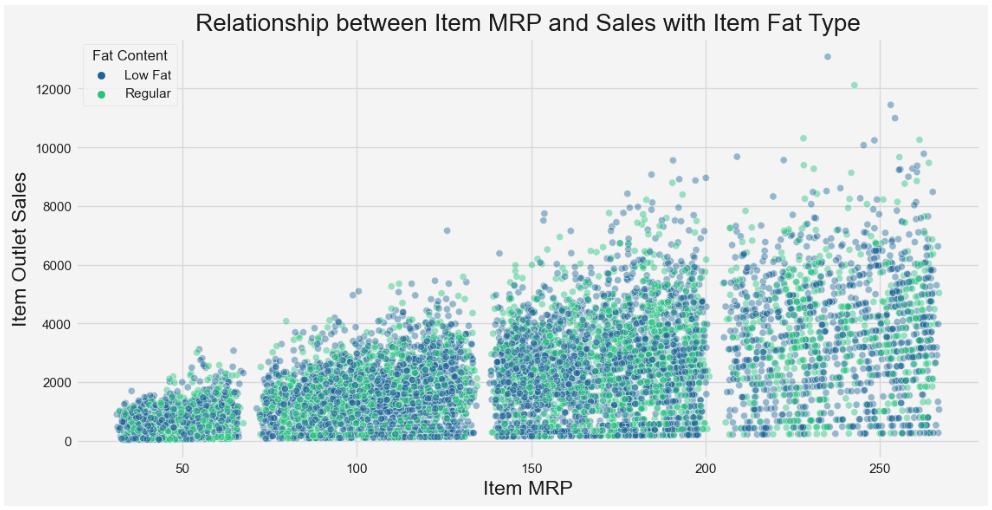 Relationship between Item MRP and Sales with Item Fat Type
Fat Content
Low Fat
Regular
Item Outlet Sales
12000
10000
8000
6000
4000
2000
0
50 100 150 200 250
Item MRP